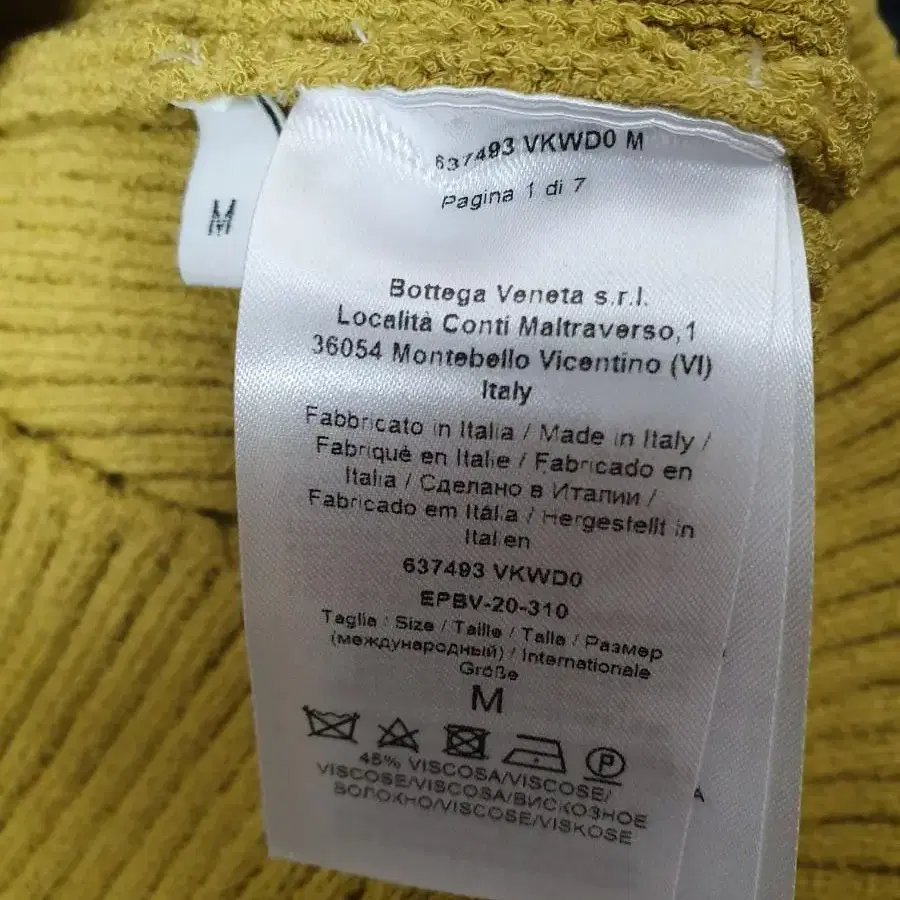 637493 VKWD0 M
Pagina 1 di 7
M
Bottega Veneta s.r.l.
Località Conti Maltraverso,1
36054 Montebello Vicentino (VI)
Italy
Fabbricato in Italia / Made in Italy /
Fabriqué en Italie / Fabricado en
Italia / Сделано в Италии /
Fabricado em Itália / Hergestellt in
Italien
637493 VKWD0
EPBV-20-310
Taglia / Size / Taille / Talla / Размер
(международный) / Internationale
Größe
M
P
45% VISCOSA/VISCOSE/
VISCOSE/VISCOSA/ВИСКОЗНОЕ
ВОЛОКНО/VISCOSE/VISKOSE
A